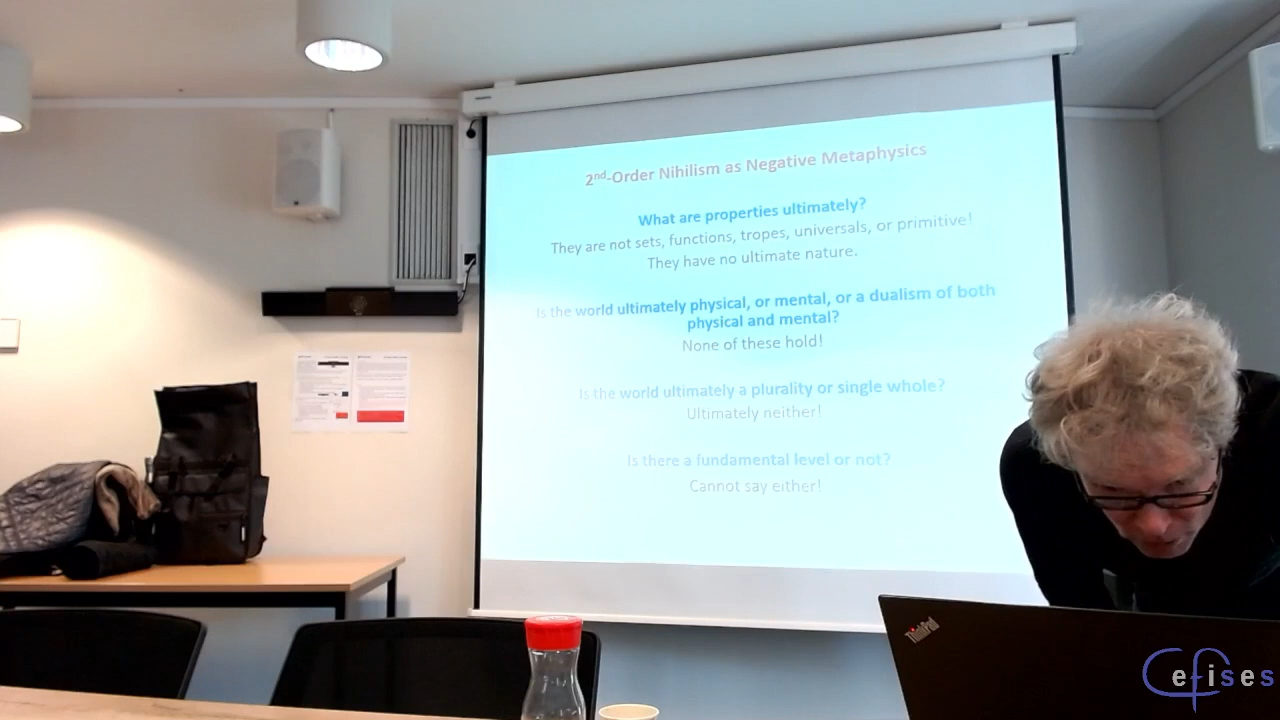 2nd-Order Nihilism as Negative Metaphysics
What are properties ultimately?
They are not sets, functions, tropes, universals, or primitive!
They have no ultimate nature.
Is the world ultimately physical, or mental, or a dualism of both
physical and mental?
None of these hold!
Is the world ultimately a plurality or single whole?
Ultimately neither!
Is there a fundamental level or not?
Cannot say either!
ThinkPad
Cefises